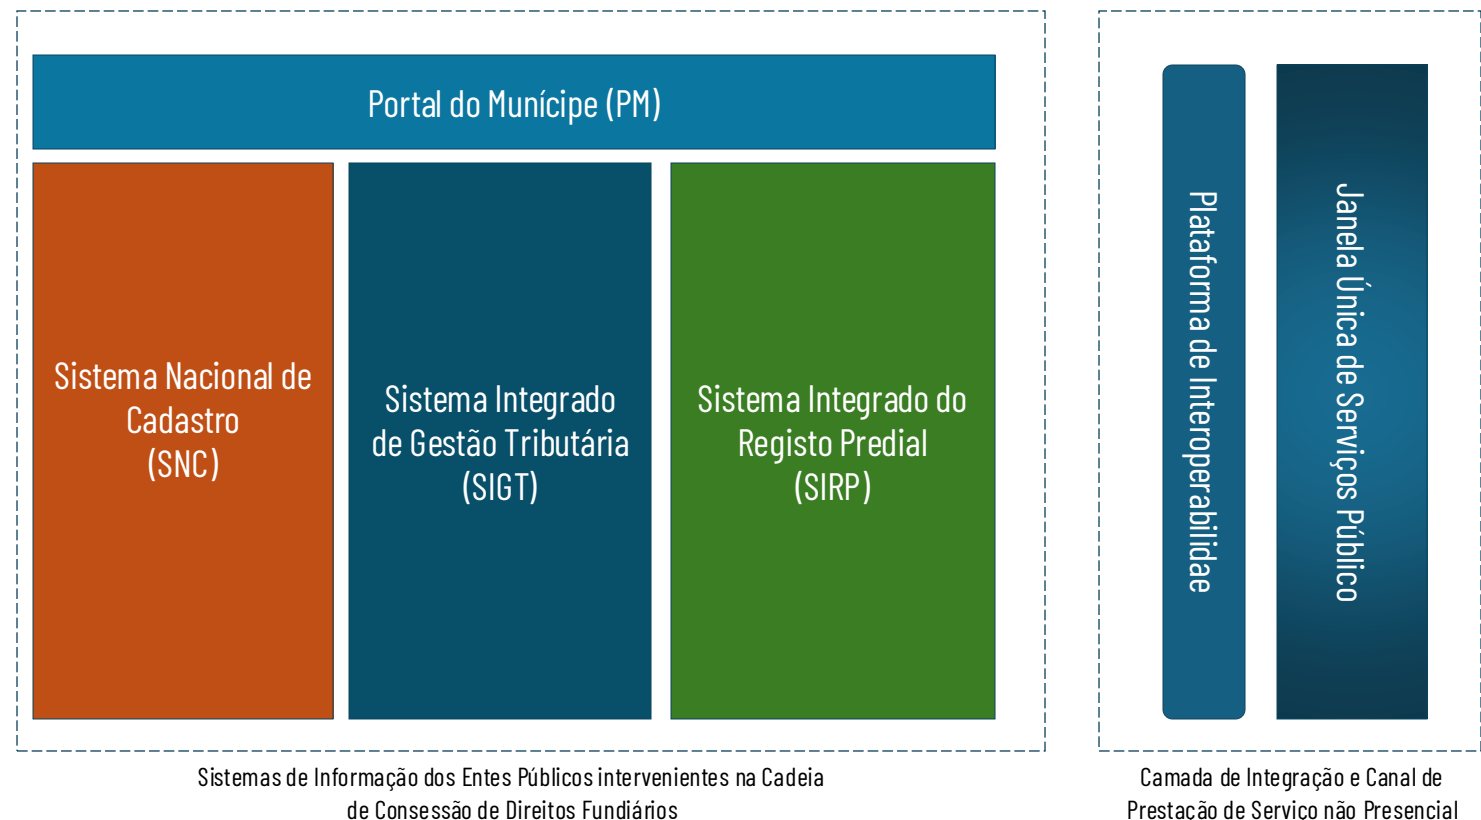 Portal do Munícipe (PM)
Sistema Nacional de
Cadastro
(SNC)
Sistema Integrado
de Gestão Tributária
(SIGT)
Sistema Integrado do
Registo Predial
(SIRP)
Sistemas de Informação dos Entes Públicos intervenientes na Cadeia
de Consessão de Direitos Fundiários
Plataforma de Interoperabilidae
Janela Única de Serviços Público
Camada de Integração e Canal de
Prestação de Serviço não Presencial